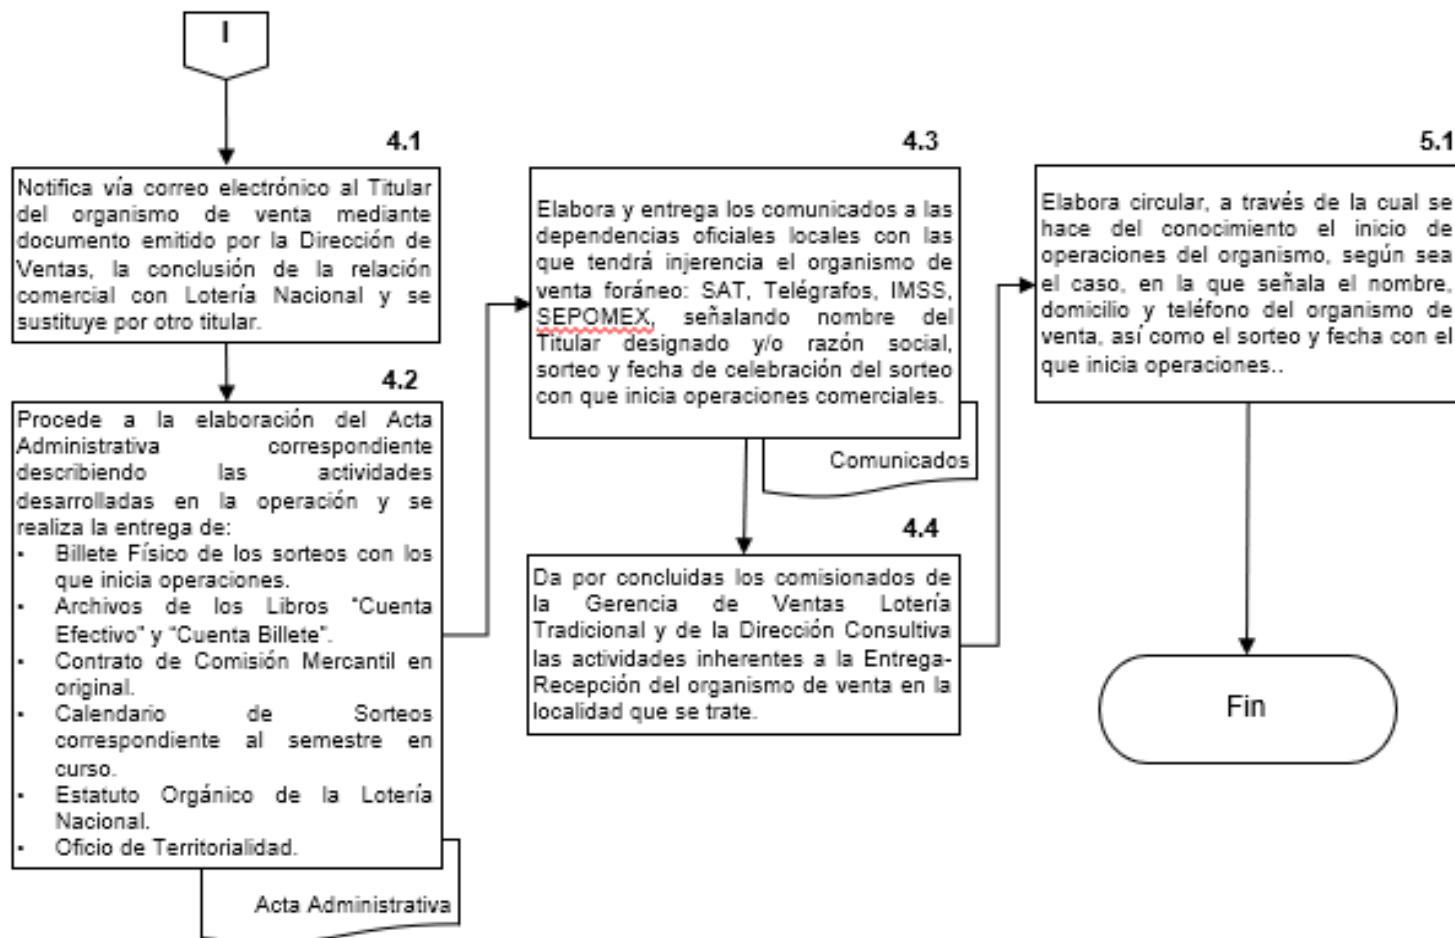 I
4.1
Notifica vía correo electrónico al Titular
del organismo de venta mediante
documento emitido por la Dirección de
Ventas, la conclusión de la relación
comercial con Lotería Nacional y se
sustituye por otro titular.
4.2
Procede a la elaboración del Acta
Administrativa correspondiente
describiendo las actividades
desarrolladas en la operación y se
realiza la entrega de:
• Billete Físico de los sorteos con los
que inicia operaciones.
• Archivos de los Libros “Cuenta
Efectivo” y “Cuenta Billete”.
• Contrato de Comisión Mercantil en
original.
• Calendario de Sorteos
correspondiente al semestre en
curso.
• Estatuto Orgánico de la Lotería
Nacional.
• Oficio de Territorialidad.
Acta Administrativa
4.3
Elabora y entrega los comunicados a las
dependencias oficiales locales con las
que tendrá injerencia el organismo de
venta foráneo: SAT, Telégrafos, IMSS,
SEPOMEX, señalando nombre del
Titular designado y/o razón social,
sorteo y fecha de celebración del sorteo
con que inicia operaciones comerciales.
Comunicados
4.4
Da por concluidas los comisionados de
la Gerencia de Ventas Lotería
Tradicional y de la Dirección Consultiva
las actividades inherentes a la Entrega-
Recepción del organismo de venta en la
localidad que se trate.
5.1
Elabora circular, a través de la cual se
hace del conocimiento el inicio de
operaciones del organismo, según sea
el caso, en la que señala el nombre,
domicilio y teléfono del organismo de
venta, así como el sorteo y fecha con el
que inicia operaciones..
Fin